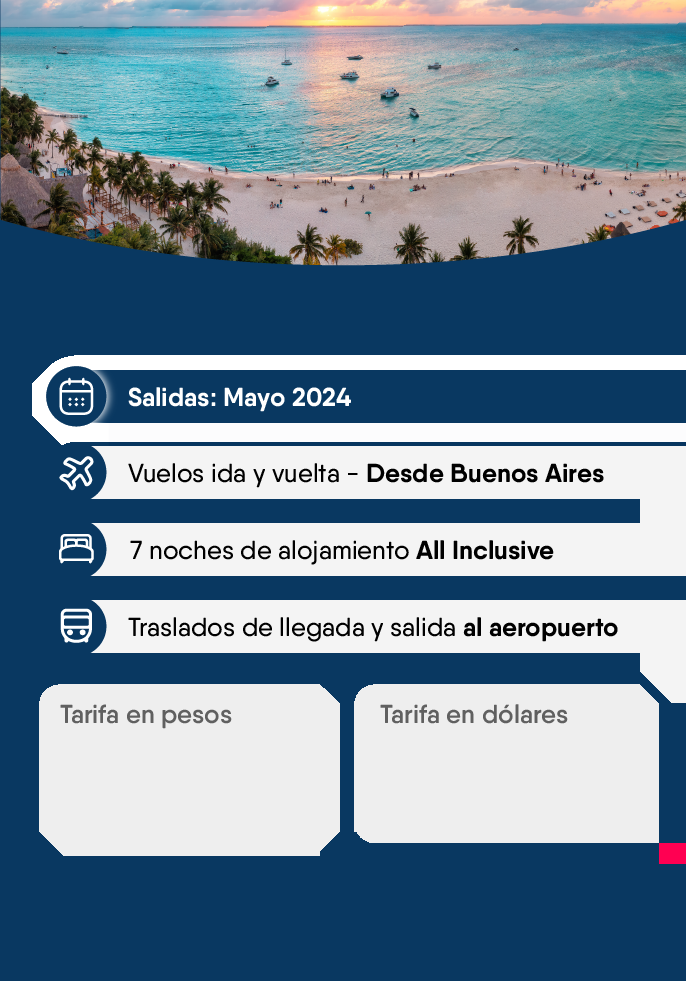 Salidas: Mayo 2024
Vuelos ida y vuelta - Desde Buenos Aires
7 noches de alojamiento All Inclusive
Traslados de llegada y salida al aeropuerto
Tarifa en pesos
Tarifa en dólares